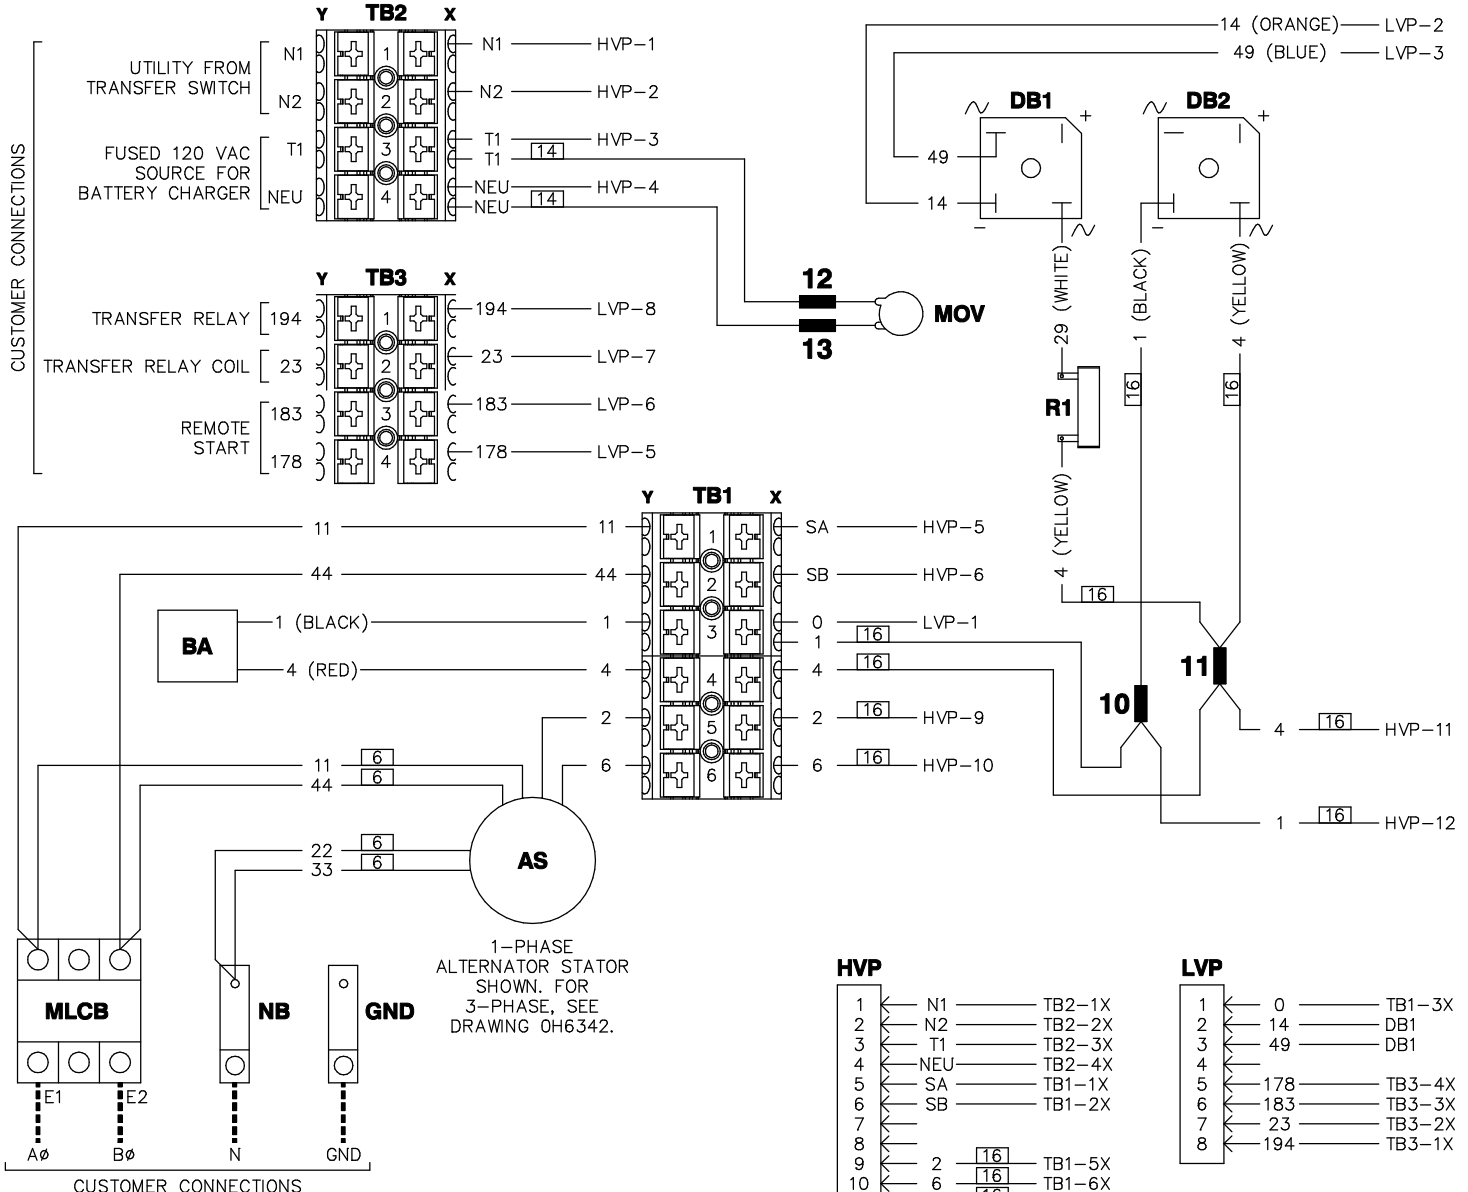 Y TB2 X
UTILITY FROM
TRANSFER SWITCH
N1
N2
1
2
3
4
N1 HVP-1
N2 HVP-2
FUSED 120 VAC
SOURCE FOR
BATTERY CHARGER
T1
NEU
T1 HVP-3
T1 14
NEU HVP-4
NEU 14
CUSTOMER CONNECTIONS
Y TB3 X
TRANSFER RELAY 194
TRANSFER RELAY COIL 23
REMOTE
START
183
178
1
2
3
4
194 LVP-8
23 LVP-7
183 LVP-6
178 LVP-5
12
13
MOV
14 (ORANGE) LVP-2
49 (BLUE) LVP-3
DB1
+
49
14
-
DB2
+
-
29 (WHITE)
1 (BLACK)
4 (YELLOW)
R1
16
16
4 (YELLOW)
16
11
10
4 16 HVP-11
1 16 HVP-12
Y TB1 X
11 11 1 SA HVP-5
44 44 2 SB HVP-6
BA
1 (BLACK) 1 3 0 LVP-1
1 16
4 (RED) 4 4 4 16
2 5 2 16 HVP-9
6 6 6 16 HVP-10
11 6
44 6
22 6
33 6
AS
1-PHASE
ALTERNATOR STATOR
SHOWN. FOR
3-PHASE, SEE
DRAWING 0H6342.
MLCB
NB
GND
E1
E2
AØ
BØ
N
GND
CUSTOMER CONNECTIONS
HVP
1 N1 TB2-1X
2 N2 TB2-2X
3 T1 TB2-3X
4 NEU TB2-4X
5 SA TB1-1X
6 SB TB1-2X
7
8
9 2 16 TB1-5X
10 6 16 TB1-6X
LVP
1 0 TB1-3X
2 14 DB1
3 49 DB1
4
5 178 TB3-4X
6 183 TB3-3X
7 23 TB3-2X
8 194 TB3-1X